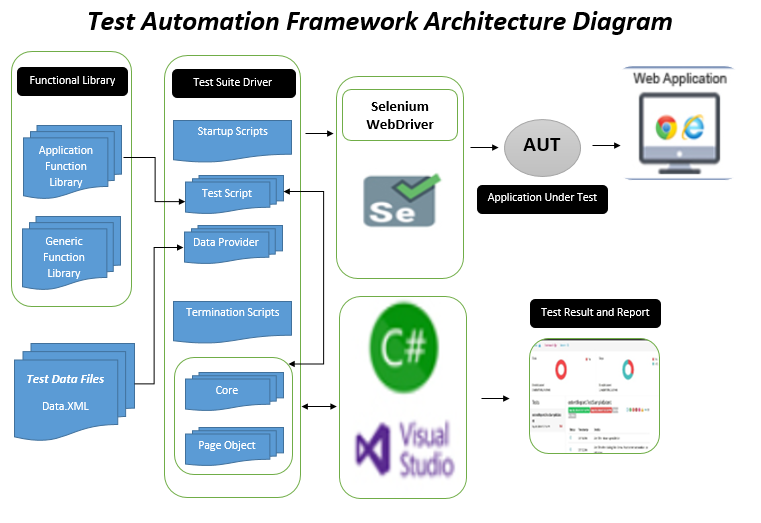 Test Automation Framework Architecture Diagram
Functional Library
Application
Function
Library
Generic
Function
Library
Test Data Files
Data.XML
Test Suite Driver
Startup Scripts
Test Script
Data Provider
Termination Scripts
Core
Page Object
Selenium
WebDriver
Se
C#
Visual
Studio
AUT
Application Under Test
Web Application
Test Result and Report